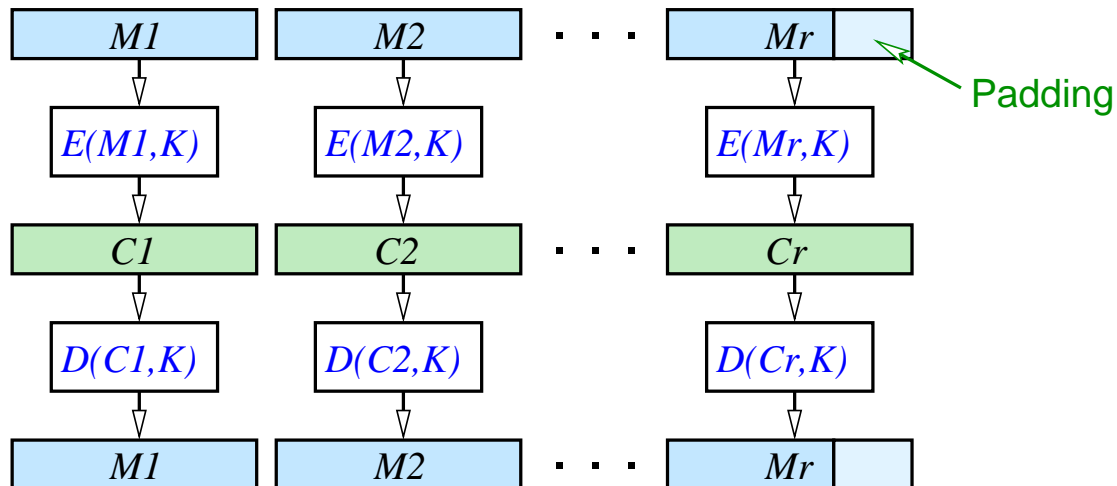 M1 M2 . . . Mr
Padding
E(M1,K) E(M2,K) E(Mr,K)
C1 C2 . . . Cr
D(C1,K) D(C2,K) D(Cr,K)
M1 M2 . . . Mr